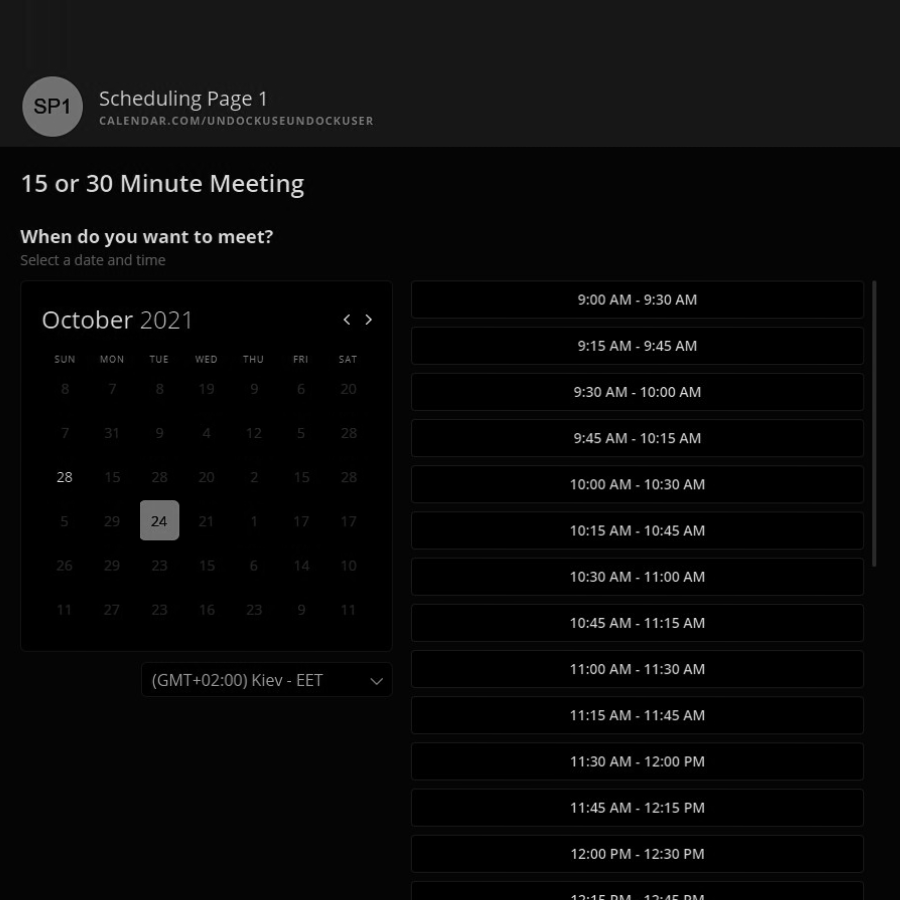 SP1
Scheduling Page 1
CALENDAR.COM/UNDOCKUSEUNDOCKUSER
15 or 30 Minute Meeting
When do you want to meet?
Select a date and time
October 2021
SUN MON TUE WED THU FRI SAT
8 7 8 19 9 6 20
7 31 9 4 12 5 28
28 15 28 20 2 15 28
5 29 24 21 1 17 17
26 29 23 15 6 14 10
11 27 23 16 23 9 11
(GMT+02:00) Kiev - EET
9:00 AM - 9:30 AM
9:15 AM - 9:45 AM
9:30 AM - 10:00 AM
9:45 AM - 10:15 AM
10:00 AM - 10:30 AM
10:15 AM - 10:45 AM
10:30 AM - 11:00 AM
10:45 AM - 11:15 AM
11:00 AM - 11:30 AM
11:15 AM - 11:45 AM
11:30 AM - 12:00 PM
11:45 AM - 12:15 PM
12:00 PM - 12:30 PM
12:15 PM - 12:45 PM